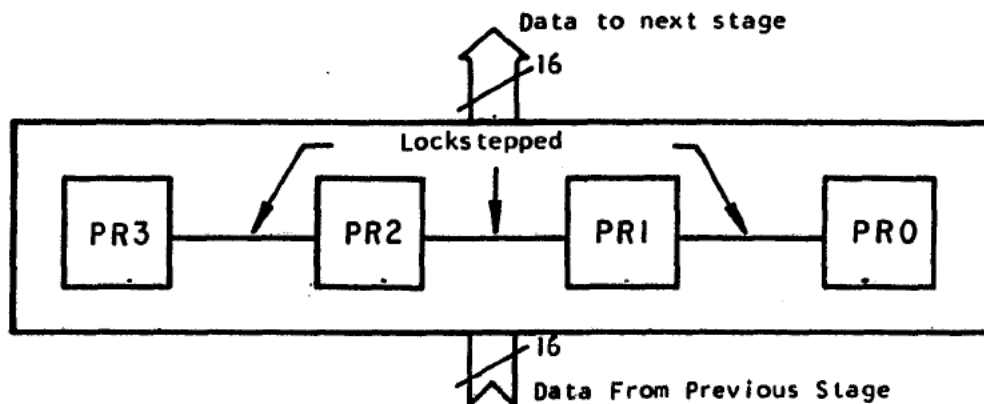 Data to next stage
16
Lockstepped
PR3 PR2 PR1 PR0
16
Data From Previous Stage